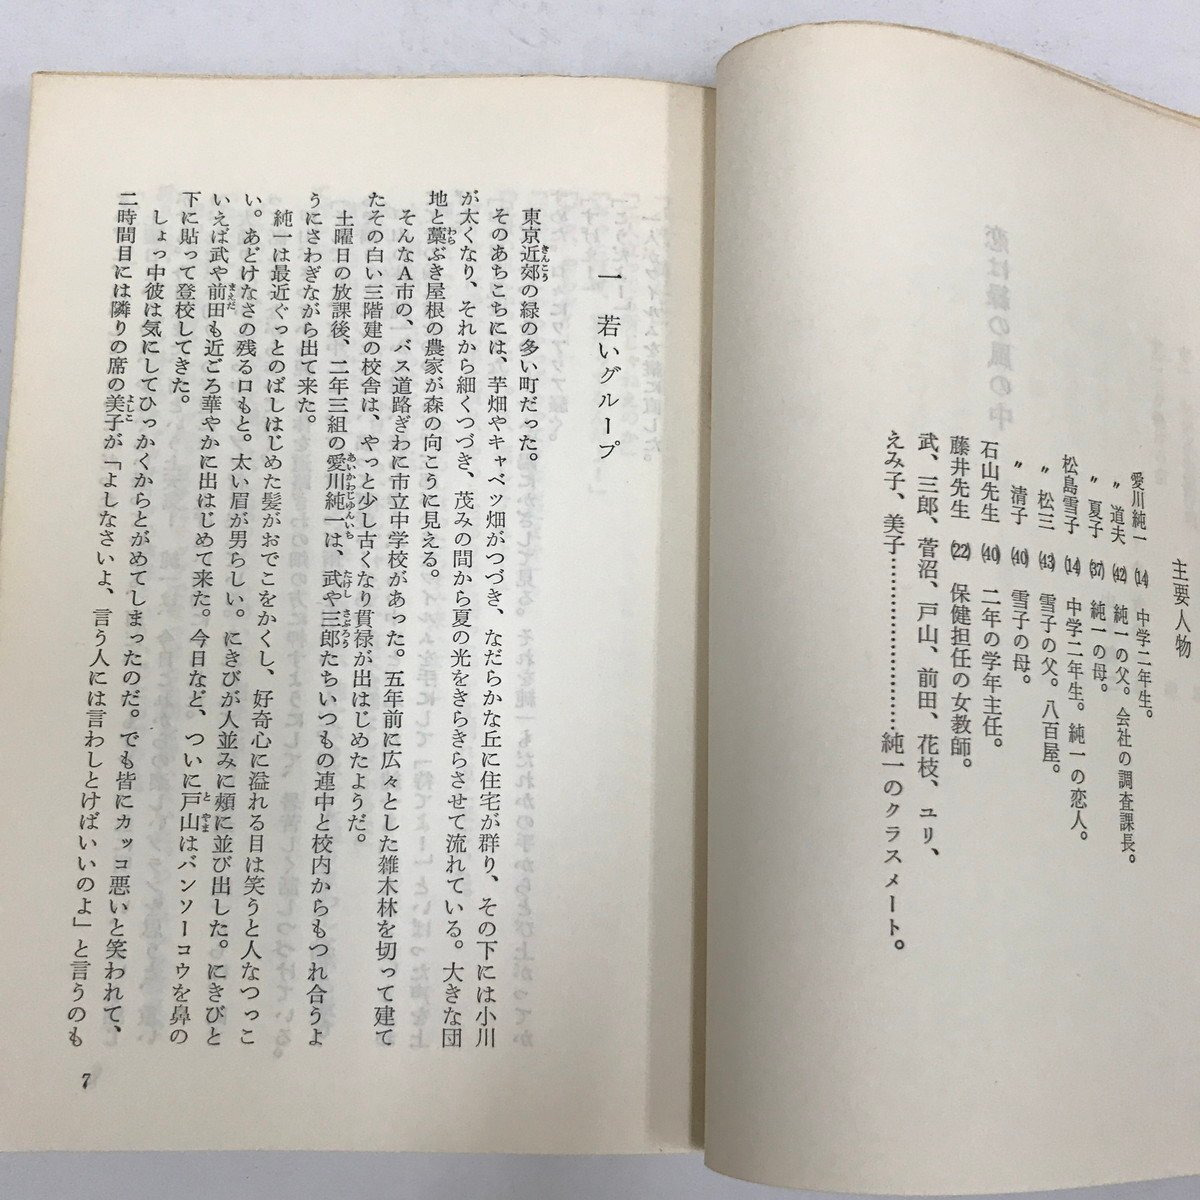 主要人物
愛川純一 (14) 中学二年生。
〃 道夫 (42) 純一の父。会社の調査課長。
〃 夏子 (37) 純一の母。
松島雪子 (14) 中学二年生。純一の恋人。
〃 松三 (43) 雪子の父。八百屋。
〃 清子 (40) 雪子の母。
石山先生 (40) 二年の学年主任。
藤井先生 (22) 保健担任の女教師。
武、三郎、菅沼、戸山、前田、花枝、ユリ、
えみ子、美子…………………純一のクラスメート。
一 若いグループ
東京近郊の緑の多い町だった。
そのあちこちには、芋畑やキャベツ畑がつづき、なだらかな丘に住宅が群り、その下には小川
が太くなり、それから細くつづき、茂みの間から夏の光をきらきらさせて流れている。大きな団
地と藁ぶき屋根の農家が森の向こうに見える。
そんなA市の、バス道路ぎわに市立中学校があった。五年前に広々とした雑木林を切って建て
たその白い三階建の校舎は、やっと少し古くなり貫禄が出はじめたようだ。
土曜日の放課後、二年三組の愛川純一は、武や三郎たちいつもの連中と校内からもつれ合うよ
うにさわぎながら出て来た。
純一は最近ぐっとのばしはじめた髪がおでこをかくし、好奇心に溢れる目は笑うと人なつっこ
い。あどけなさの残る口もと。太い眉が男らしい。にきびが人並みに頰に並び出した。にきびと
いえば武や前田も近ごろ華やかに出はじめて来た。今日など、ついに戸山はバンソーコウを鼻の
下に貼って登校してきた。
しょっ中彼は気にしてひっかくからとがめてしまったのだ。でも皆にカッコ悪いと笑われて、
二時間目には隣りの席の美子が「よしなさいよ、言う人には言わしとけばいいのよ」と言うのも
7